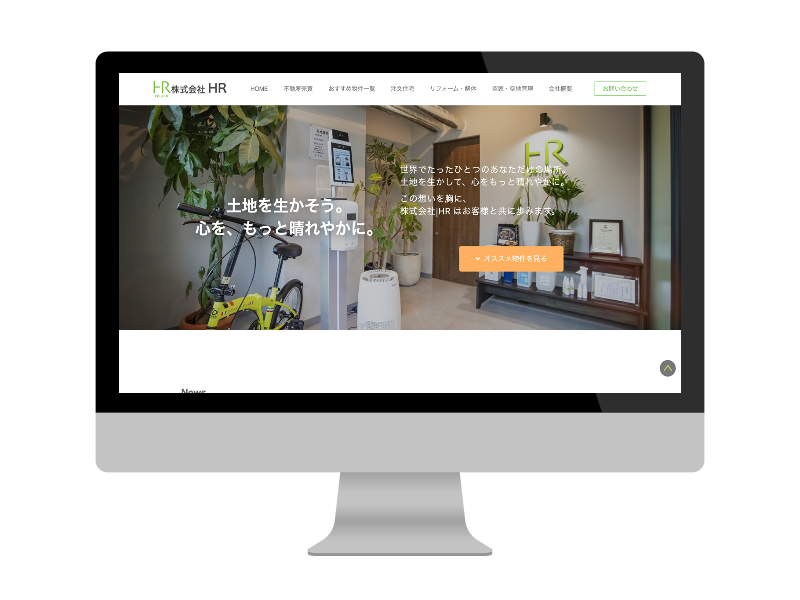 HR 株式会社 HR
HOME 不動産売買 おすすめ物件一覧 注文住宅 リフォーム・解体 空家・空地管理 会社概要 お問い合わせ
HR
世界でたったひとつのあなただけの場所。
土地を生かして、心をもっと晴れやかに。
この想いを胸に、
株式会社HRはお客様と共に歩みます。
土地を生かそう。
心を、もっと晴れやかに。
オススメ物件を見る
News